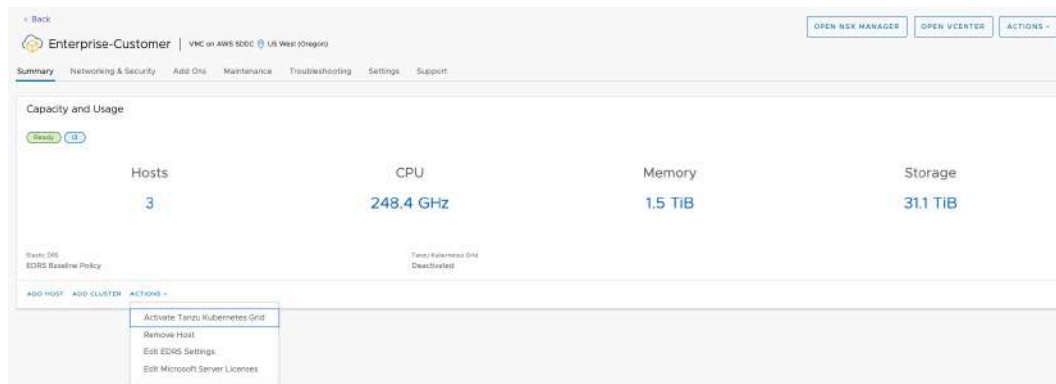 < Back
Enterprise-Customer | VMC on AWS SDDC US West (Oregon)
OPEN NSX MANAGER OPEN VCENTER ACTIONS
Summary Networking & Security Add Ons Maintenance Troubleshooting Settings Support
Capacity and Usage
Ready I3
Hosts CPU Memory Storage
3 248.4 GHz 1.5 TiB 31.1 TiB
Elastic DRS Tanzu Kubernetes Grid
EDRS Baseline Policy Deactivated
ADD HOST ADD CLUSTER ACTIONS
Activate Tanzu Kubernetes Grid
Remove Host
Edit EDRS Settings
Edit Microsoft Server Licenses